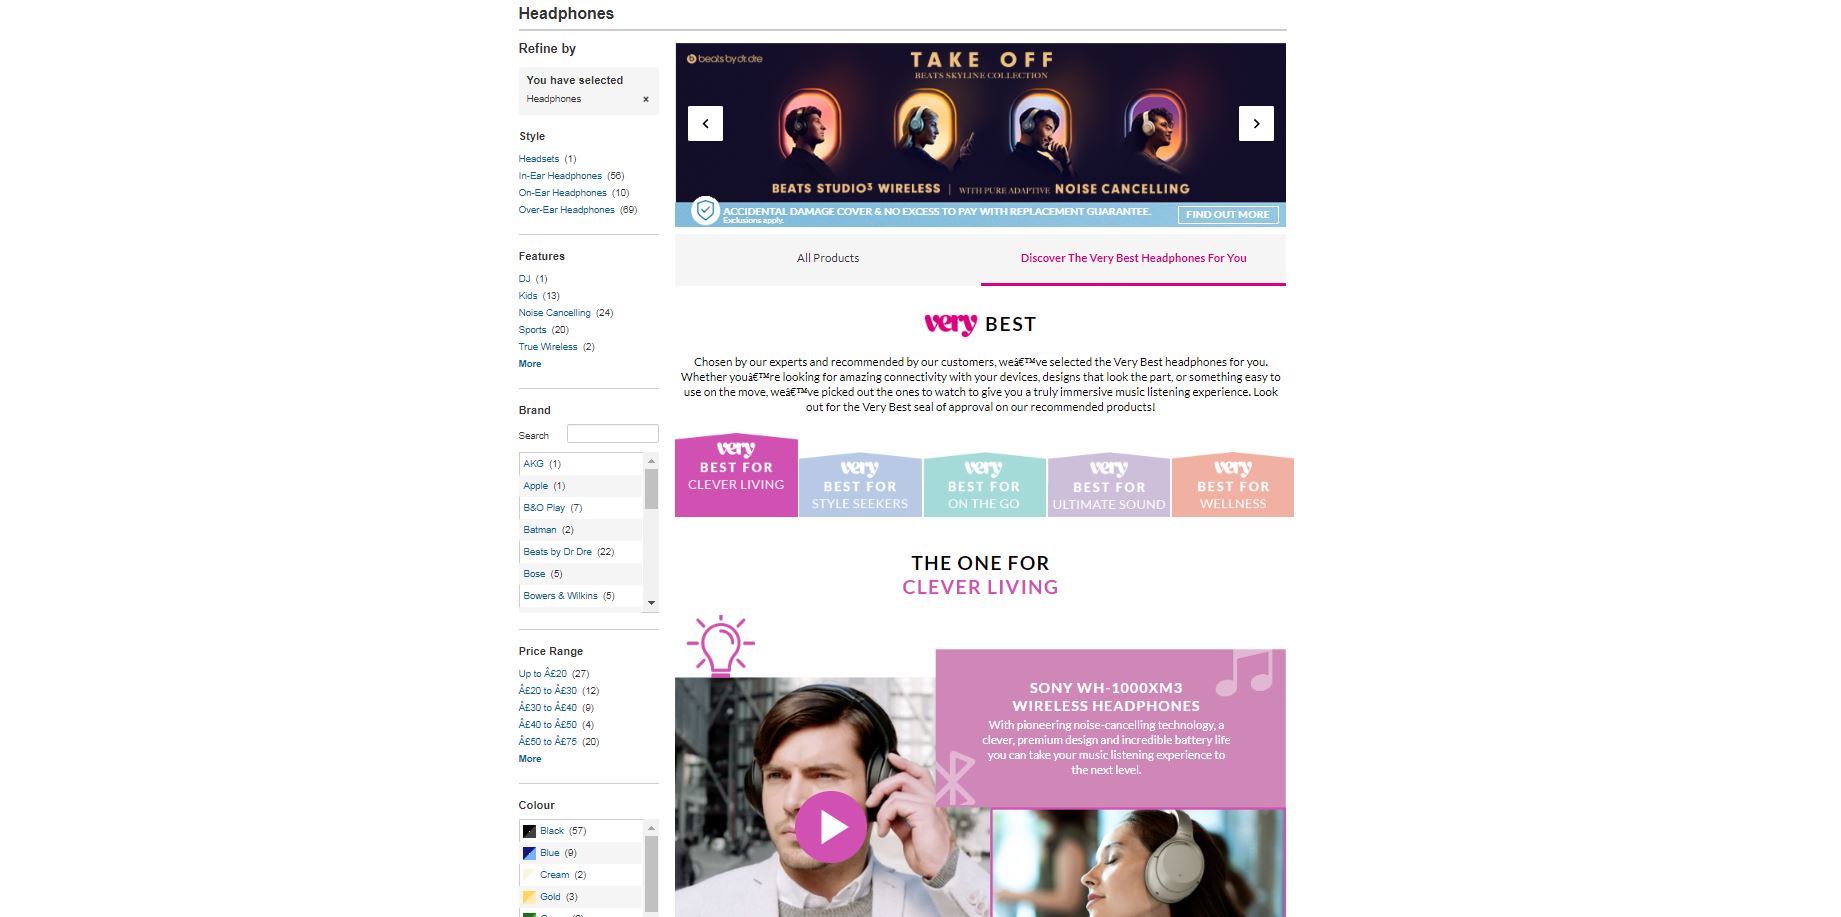 Headphones
Refine by
You have selected
Headphones ×
Style
Headsets (1)
In-Ear Headphones (56)
On-Ear Headphones (10)
Over-Ear Headphones (69)
Features
DJ (1)
Kids (13)
Noise Cancelling (24)
Sports (20)
True Wireless (2)
More
Brand
Search
AKG (1)
Apple (1)
B&O Play (7)
Batman (2)
Beats by Dr Dre (22)
Bose (5)
Bowers & Wilkins (5)
Price Range
Up to Â£20 (27)
Â£20 to Â£30 (12)
Â£30 to Â£40 (9)
Â£40 to Â£50 (4)
Â£50 to Â£75 (20)
More
Colour
Black (57)
Blue (9)
Cream (2)
Gold (3)
beats by dr. dre
TAKE OFF
BEATS SKYLINE COLLECTION
BEATS STUDIO³ WIRELESS | WITH PURE ADAPTIVE NOISE CANCELLING
ACCIDENTAL DAMAGE COVER & NO EXCESS TO PAY WITH REPLACEMENT GUARANTEE.
Exclusions apply.
FIND OUT MORE
All Products
Discover The Very Best Headphones For You
very BEST
Chosen by our experts and recommended by our customers, weâ€™ve selected the Very Best headphones for you.
Whether youâ€™re looking for amazing connectivity with your devices, designs that look the part, or something easy to
use on the move, weâ€™ve picked out the ones to watch to give you a truly immersive music listening experience. Look
out for the Very Best seal of approval on our recommended products!
very
BEST FOR
CLEVER LIVING
very
BEST FOR
STYLE SEEKERS
very
BEST FOR
ON THE GO
very
BEST FOR
ULTIMATE SOUND
very
BEST FOR
WELLNESS
THE ONE FOR
CLEVER LIVING
SONY WH-1000XM3
WIRELESS HEADPHONES
With pioneering noise-cancelling technology, a
clever, premium design and incredible battery life
you can take your music listening experience to
the next level.